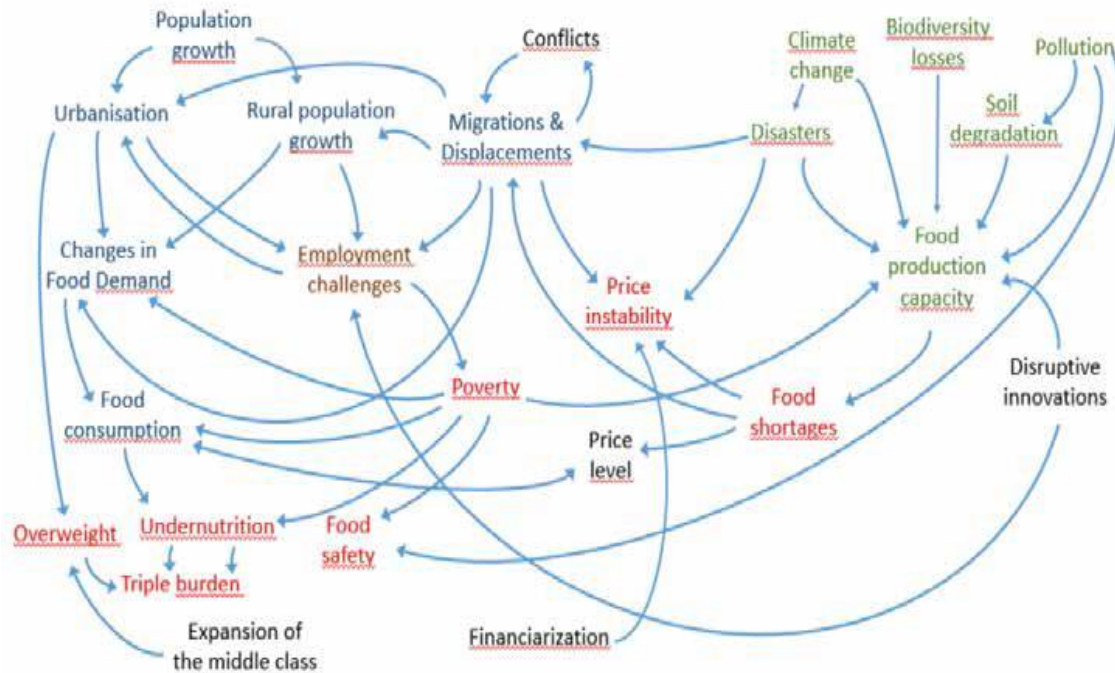 Population
growth
Conflicts
Climate
change
Biodiversity
losses
Pollution
Urbanisation
Rural population
growth
Migrations &
Displacements
Disasters
Soil
degradation
Changes in
Food Demand
Employment
challenges
Price
instability
Food
production
capacity
Food
consumption
Poverty
Price
level
Food
shortages
Disruptive
innovations
Overweight
Undernutrition
Food
safety
Triple burden
Expansion of
the middle class
Financiarization